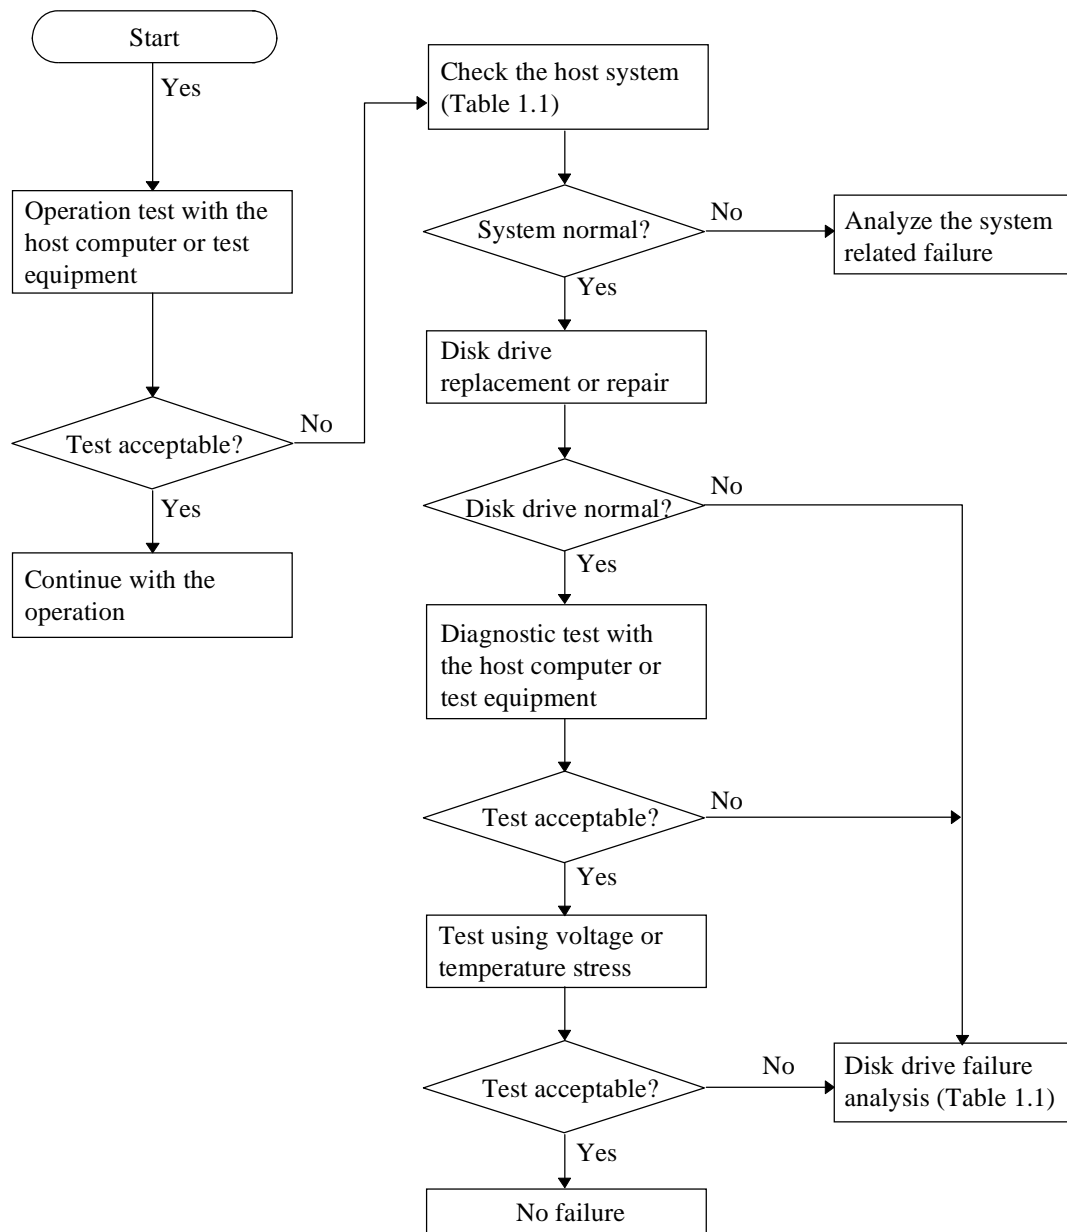 Start
Yes
Operation test with the
host computer or test
equipment
Test acceptable?
No
Yes
Continue with the
operation
Check the host system
(Table 1.1)
System normal?
No
Analyze the system
related failure
Yes
Disk drive
replacement or repair
Disk drive normal?
No
Yes
Diagnostic test with
the host computer or
test equipment
Test acceptable?
No
Yes
Test using voltage or
temperature stress
Test acceptable?
No
Disk drive failure
analysis (Table 1.1)
Yes
No failure